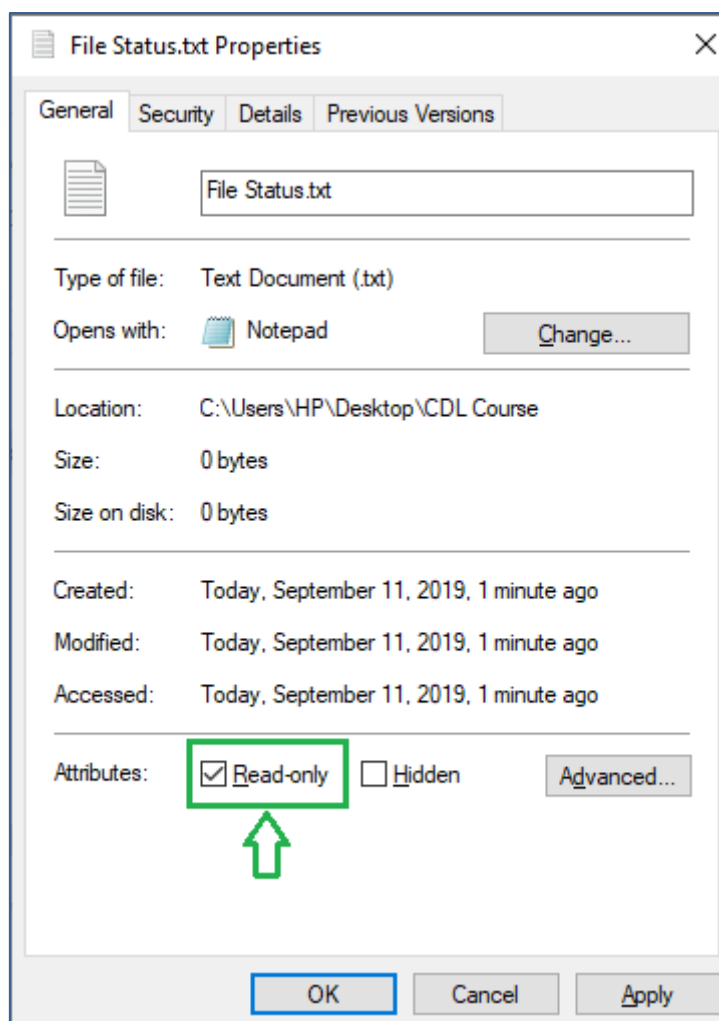 File Status.txt Properties
General Security Details Previous Versions
File Status.txt
Type of file: Text Document (.txt)
Opens with: Notepad Change...
Location: C:\Users\HP\Desktop\CDL Course
Size: 0 bytes
Size on disk: 0 bytes
Created: Today, September 11, 2019, 1 minute ago
Modified: Today, September 11, 2019, 1 minute ago
Accessed: Today, September 11, 2019, 1 minute ago
Attributes: Read-only Hidden Advanced...
OK Cancel Apply